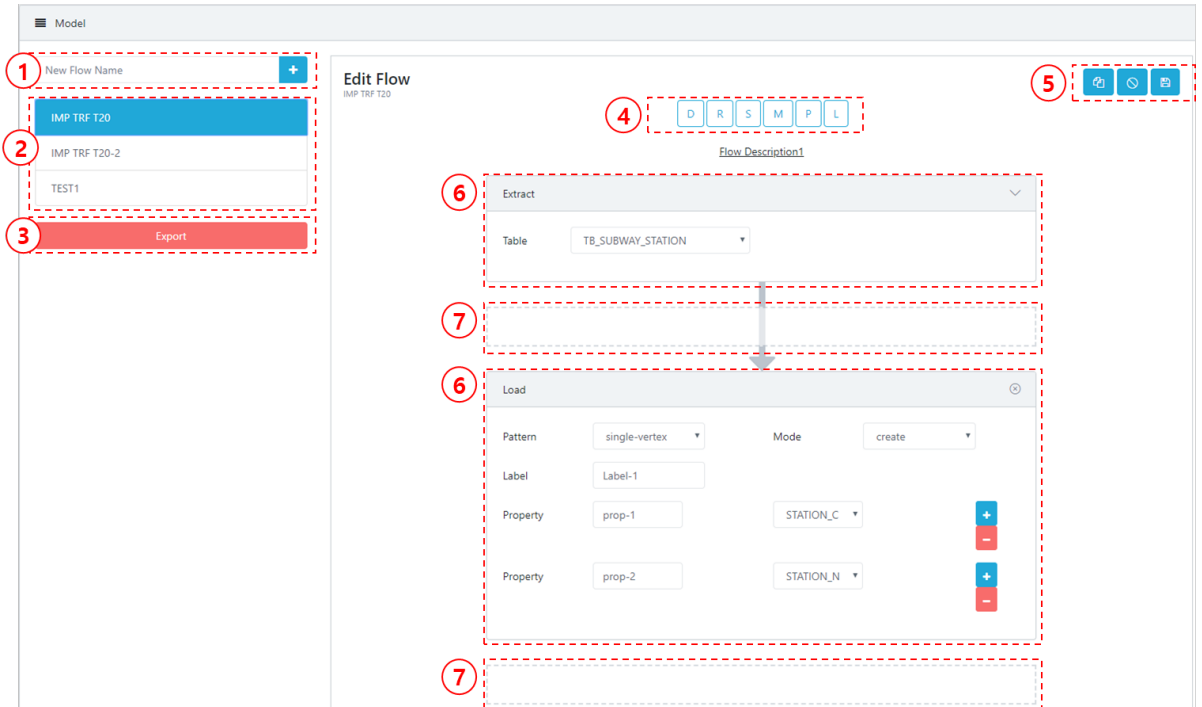 Model
1
New Flow Name
+
2
IMP TRF T20
IMP TRF T20-2
TEST1
3
Export
Edit Flow
IMP TRF T20
4
D R S M P L
5
Flow Description1
6
Extract
Table TB_SUBWAY_STATION
7
6
Load
Pattern single-vertex Mode create
Label Label-1
Property prop-1 STATION_C +
−
Property prop-2 STATION_N +
−
7